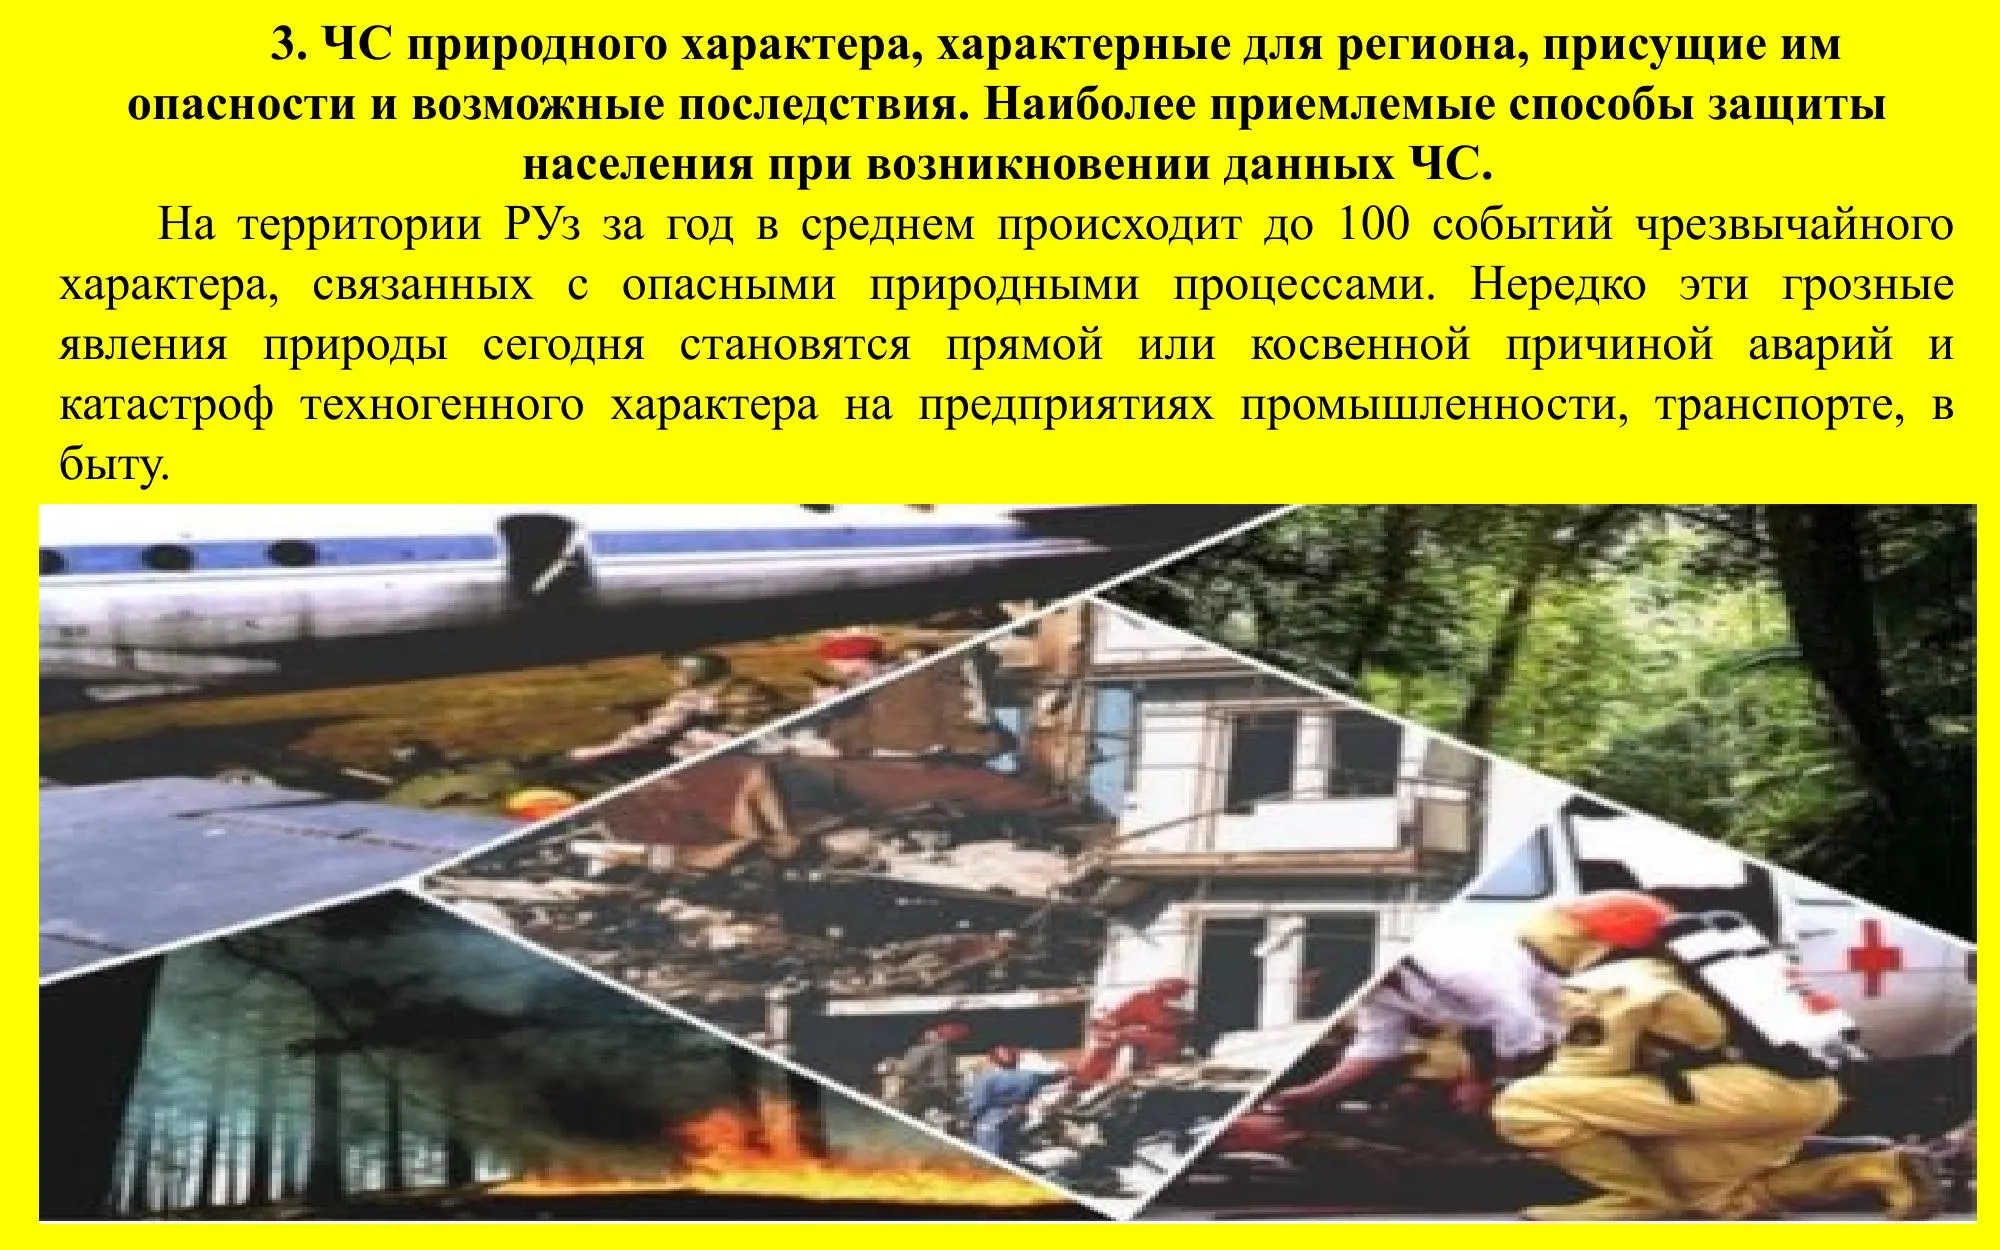 3. ЧС природного характера, характерные для региона, присущие им
опасности и возможные последствия. Наиболее приемлемые способы защиты
населения при возникновении данных ЧС.
На территории РУз за год в среднем происходит до 100 событий чрезвычайного
характера, связанных с опасными природными процессами. Нередко эти грозные
явления природы сегодня становятся прямой или косвенной причиной аварий и
катастроф техногенного характера на предприятиях промышленности, транспорте, в
быту.